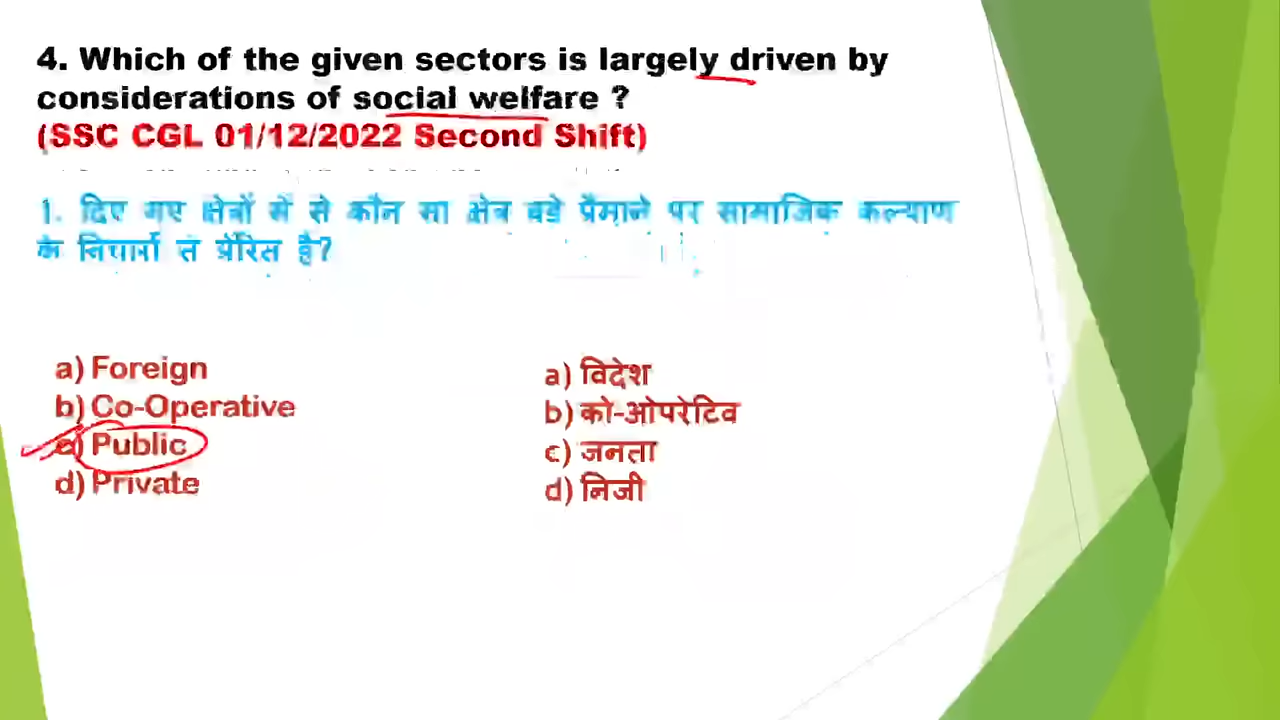 4. Which of the given sectors is largely driven by
considerations of social welfare ?
(SSC CGL 01/12/2022 Second Shift)
1. दिए गए क्षेत्रों में से कौन सा क्षेत्र बड़े पैमाने पर सामाजिक कल्याण
के विचारों से प्रेरित है?
a) Foreign
b) Co-Operative
c) Public
d) Private
a) विदेश
b) को-ओपरेटिव
c) जनता
d) निजी